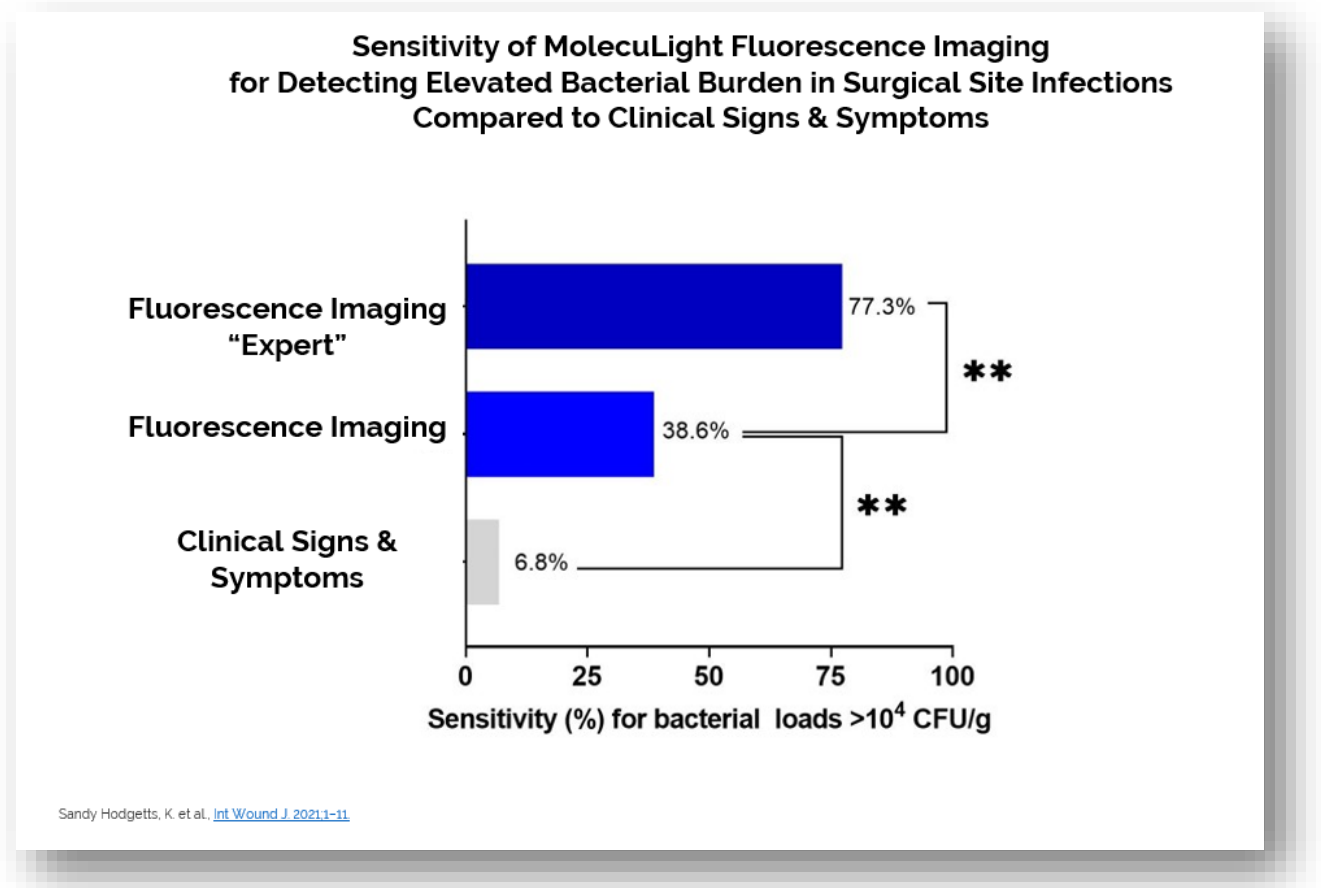 Sensitivity of MolecuLight Fluorescence Imaging
for Detecting Elevated Bacterial Burden in Surgical Site Infections
Compared to Clinical Signs & Symptoms
Fluorescence Imaging
“Expert”
77.3%
**
Fluorescence Imaging
38.6%
**
Clinical Signs &
Symptoms
6.8%
0 25 50 75 100
Sensitivity (%) for bacterial loads >10⁴ CFU/g
Sandy Hodgetts, K. et al., Int Wound J. 2021;1–11.